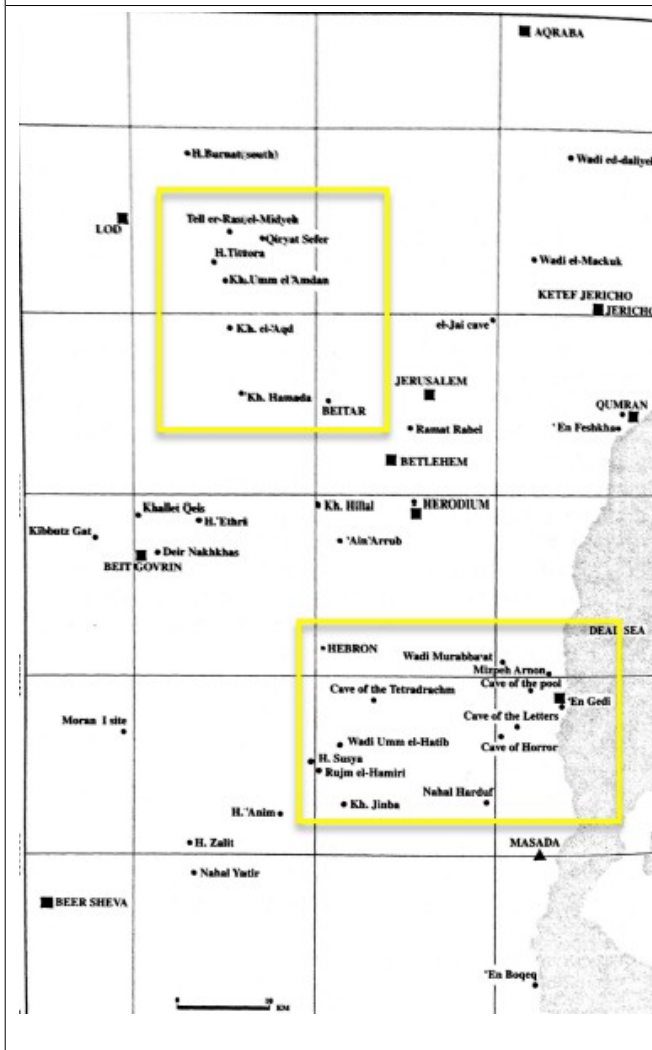 AQRABA
H.Burnat(south)
Wadi ed-daliyeh
LOD
Tell er-Ras(el-Midyeh
Qiryat Sefer
H.Tittora
Kh.Umm el'Amdan
Wadi el-Mackuk
KETEF JERICHO
JERICHO
Kh. el-'Aqd
el-Jai cave
JERUSALEM
Kh. Hamada
BEITAR
QUMRAN
'En Feshkha
Ramat Rahel
BETLEHEM
Khallet Qeis
H.'Ethri
Kh. Hillal
HERODIUM
Kibbutz Gat
Deir Nakhkhas
'Ain'Arrub
BEIT GOVRIN
DEAD SEA
HEBRON
Wadi Murabba'at
Mizpeh Arnon
Cave of the pool
Cave of the Tetradrachm
'En Gedi
Moran 1 site
Cave of the Letters
Wadi Umm el-Hatib
Cave of Horror
H. Susya
Rujm el-Hamiri
Kh. Jinba
Nahal Harduf
H. 'Anim
H. Zalit
MASADA
Nahal Yatir
BEER SHEVA
'En Boqeq
0 10
KM